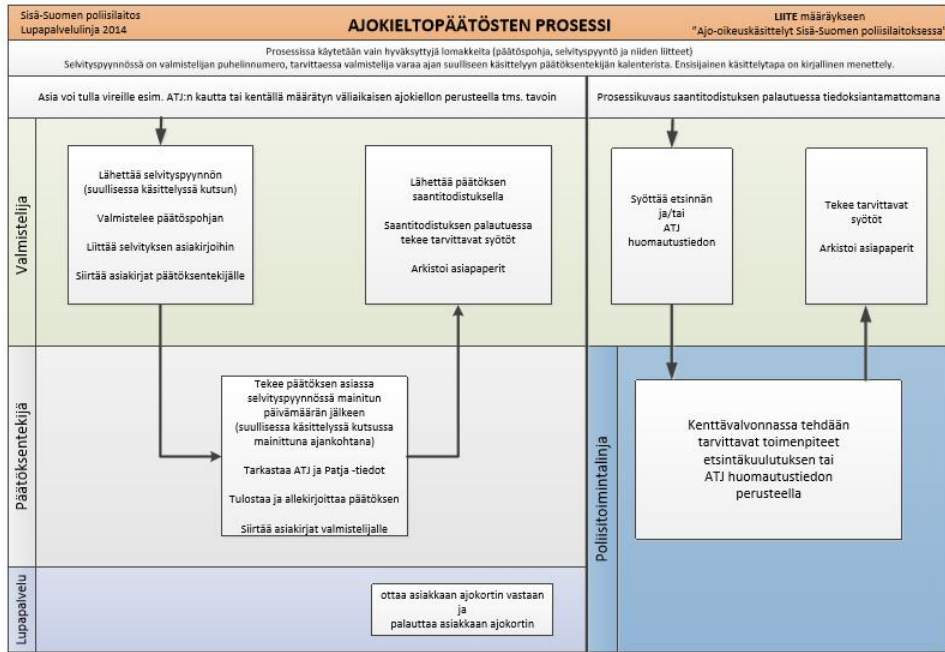 Sisä-Suomen poliisilaitos
Lupapalvelulinja 2014
AJOKIELTOPÄÄTÖSTEN PROSESSI
LIITE määräykseen
"Ajo-oikeuskäsittelyt Sisä-Suomen poliisilaitoksessa"
Prosessissa käytetään vain hyväksyttyjä lomakkeita (päätöspohja, selvityspyyntö ja niiden liitteet)
Selvityspyynnössä on valmistelijan puhelinnumero, tarvittaessa valmistelija varaa ajan suulliseen käsittelyyn päätöksentekijän kalenterista. Ensisijainen käsittelytapa on kirjallinen menettely.
Asia voi tulla vireille esim. ATJ:n kautta tai kentällä määrätyn väliaikaisen ajokiellon perusteella tms. tavoin
Prosessikuvaus saantitodistuksen palautuessa tiedoksiantamattomana
Valmistelija
Lähettää selvityspyynnön
(suullisessa käsittelyssä kutsun)
Valmistelee päätöspohjan
Liittää selvityksen asiakirjoihin
Siirtää asiakirjat päätöksentekijälle
Lähettää päätöksen
saantitodistuksella
Saantitodistuksen palautuessa
tekee tarvittavat syötöt
Arkistoi asiapaperit
Syöttää etsinnän
ja/tai
ATJ
huomautustiedon
Tekee tarvittavat
syötöt
Arkistoi asiapaperit
Päätöksentekijä
Tekee päätöksen asiassa
selvityspyynnössä mainitun
päivämäärän jälkeen
(suullisessa käsittelyssä kutsussa
mainittuna ajankohtana)
Tarkastaa ATJ ja Patja -tiedot
Tulostaa ja allekirjoittaa päätöksen
Siirtää asiakirjat valmistelijalle
Poliisitoimintalinja
Kenttävalvonnassa tehdään
tarvittavat toimenpiteet
etsintäkuulutuksen tai
ATJ huomautustiedon
perusteella
Lupapalvelu
ottaa asiakkaan ajokortin vastaan
ja
palauttaa asiakkaan ajokortin